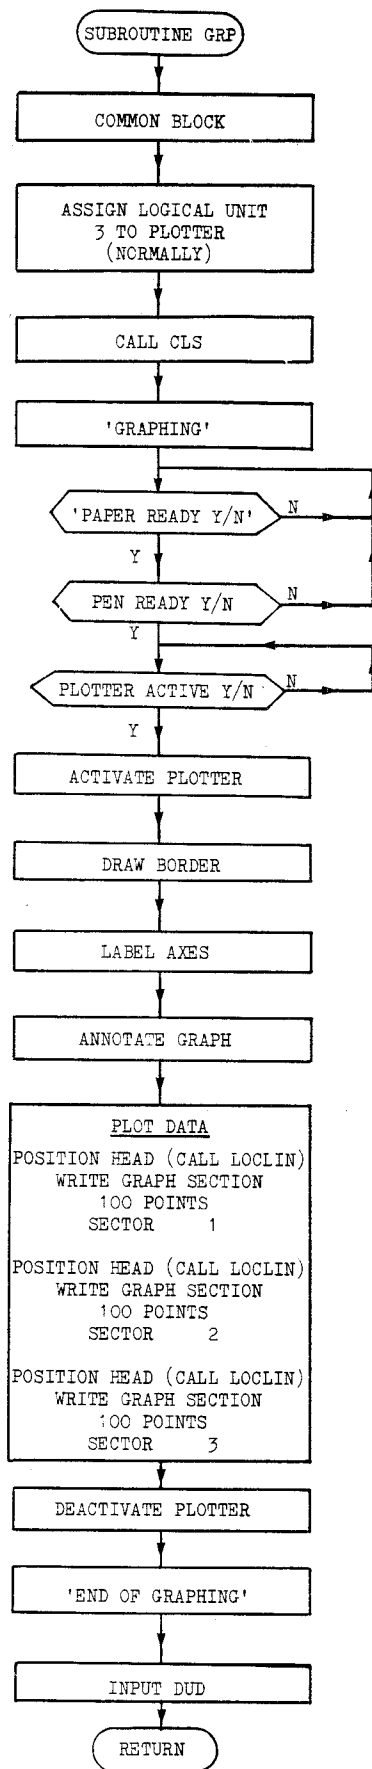 SUBROUTINE GRP
COMMON BLOCK
ASSIGN LOGICAL UNIT
3 TO PLOTTER
(NORMALLY)
CALL CLS
'GRAPHING'
'PAPER READY Y/N'
N
Y
PEN READY Y/N
N
Y
PLOTTER ACTIVE Y/N
N
Y
ACTIVATE PLOTTER
DRAW BORDER
LABEL AXES
ANNOTATE GRAPH
PLOT DATA
POSITION HEAD (CALL LOCLIN)
WRITE GRAPH SECTION
100 POINTS
SECTOR 1
POSITION HEAD (CALL LOCLIN)
WRITE GRAPH SECTION
100 POINTS
SECTOR 2
POSITION HEAD (CALL LOCLIN)
WRITE GRAPH SECTION
100 POINTS
SECTOR 3
DEACTIVATE PLOTTER
'END OF GRAPHING'
INPUT DUD
RETURN